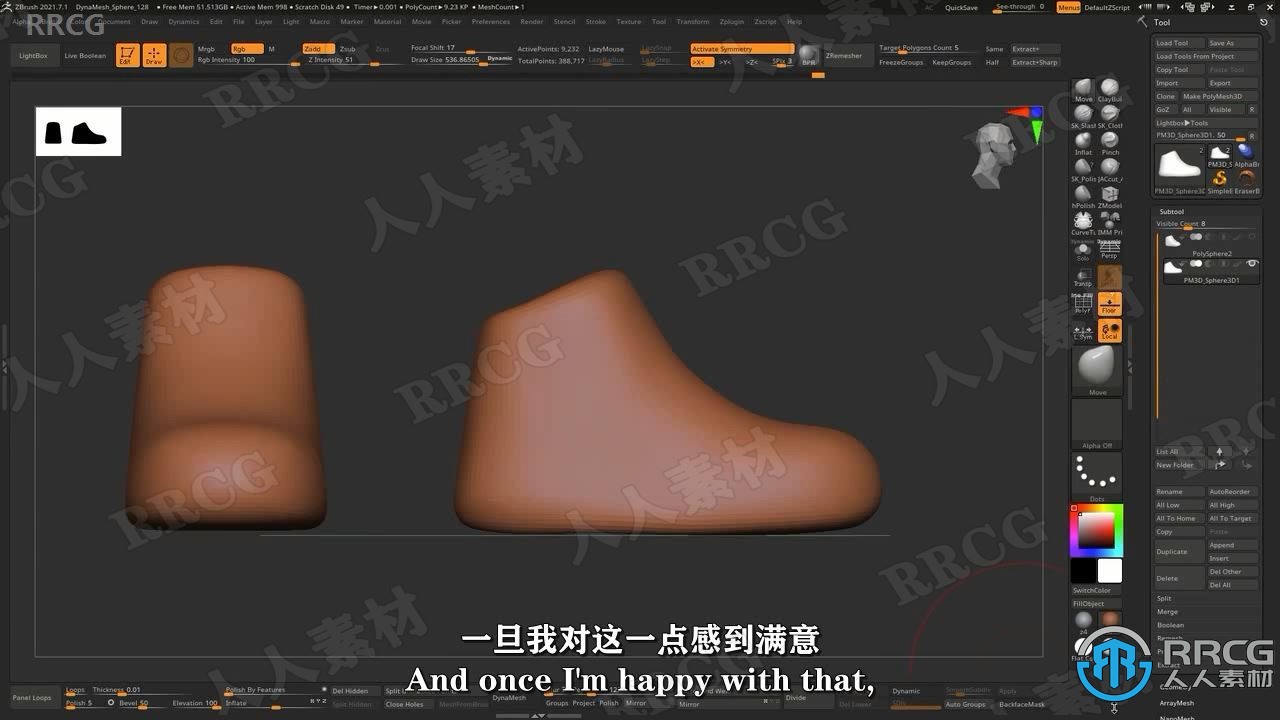 ZBrush 2021.7.1 DynaMesh_Sphere_128 • Free Mem 51.513GB • Active Mem 998 • Scratch Disk 49 • Timer▶0.001 • PolyCount▶9.23 KP • MeshCount▶1
AC QuickSave See-through 0 Menus DefaultZScript
Document Draw Dynamics Edit File Layer Light Macro Marker Material Movie Picker Preferences Render Stencil Stroke Texture Tool Transform Zplugin Zscript Help
RRCG
LightBox Live Boolean Edit Draw
Mrgb Rgb M
Rgb Intensity 100
Zadd Zsub Zcut
Z Intensity 51
Focal Shift 17
Draw Size 536.86505 Dynamic
ActivePoints: 9,232
TotalPoints: 388,717
LazyMouse LazySnap
LazyRadius LazyStep
Activate Symmetry
>X< >Y< >Z< SPix 3
BPR ZRemesher
Target Polygons Count 5
FreezeGroups KeepGroups
Same Extract+
Half Extract+Sharp
Tool
Load Tool Save As
Load Tools From Project
Copy Tool Paste Tool
Import Export
Clone Make PolyMesh3D
GoZ All Visible R
Lightbox▶Tools
PM3D_Sphere3D1. 50 R
2
2
PM3D_S AlphaBr
PM3D_Sphere3D SimpleE EraserB
Subtool
Visible Count 8
PolySphere2
PM3D_Sphere3D1
List All
New Folder
Rename AutoReorder
All Low All High
All To Home All To Target
Copy Paste
Duplicate Append
Insert
Delete Del Other
Del All
Split
Merge
Boolean
Remesh
Geometry
ArrayMesh
NanoMesh
Move ClayBui
SK_Slas SK_Cloth
Inflat Pinch
SK_Polis JACcut_A
hPolish ZModel
CurveTu IMM Pri
Dynamic
Solo Persp
Transp
PolyF Floor
L.Sym Local
Move
Alpha Off
Dots
SwitchColor
FillObject
RRCG
人人素材
一旦我对这一点感到满意
And once I'm happy with that,
Panel Loops
Loops Thickness 0.01
Polish 5 Bevel 50 Elevation 100
Polish By Features
Inflate
Del Hidden
Split Hidden Close Holes
DynaMesh
Groups Project Polish Mirror
Mirror
Divide
Del Lower
Dynamic
SDiv
SmoothSubdiv Apply
Auto Groups BackfaceMask
RRCG
人人素材